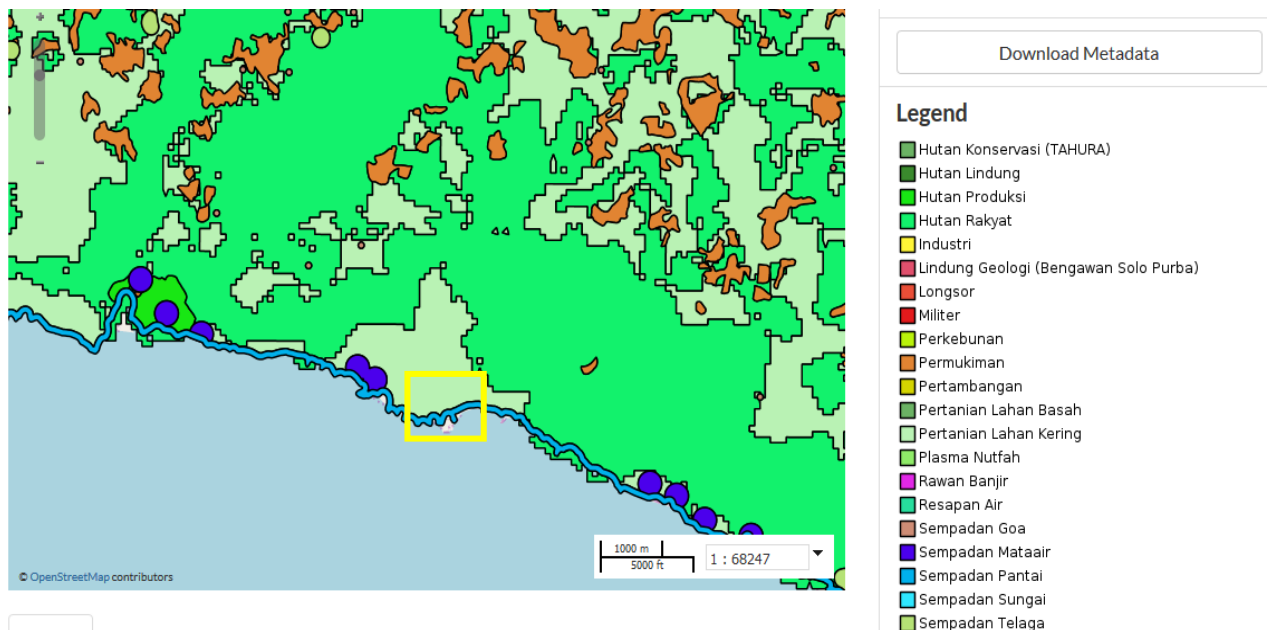 +
−
1000 m
5000 ft
1 : 68247
© OpenStreetMap contributors
Download Metadata
Legend
Hutan Konservasi (TAHURA)
Hutan Lindung
Hutan Produksi
Hutan Rakyat
Industri
Lindung Geologi (Bengawan Solo Purba)
Longsor
Militer
Perkebunan
Permukiman
Pertambangan
Pertanian Lahan Basah
Pertanian Lahan Kering
Plasma Nutfah
Rawan Banjir
Resapan Air
Sempadan Goa
Sempadan Mataair
Sempadan Pantai
Sempadan Sungai
Sempadan Telaga